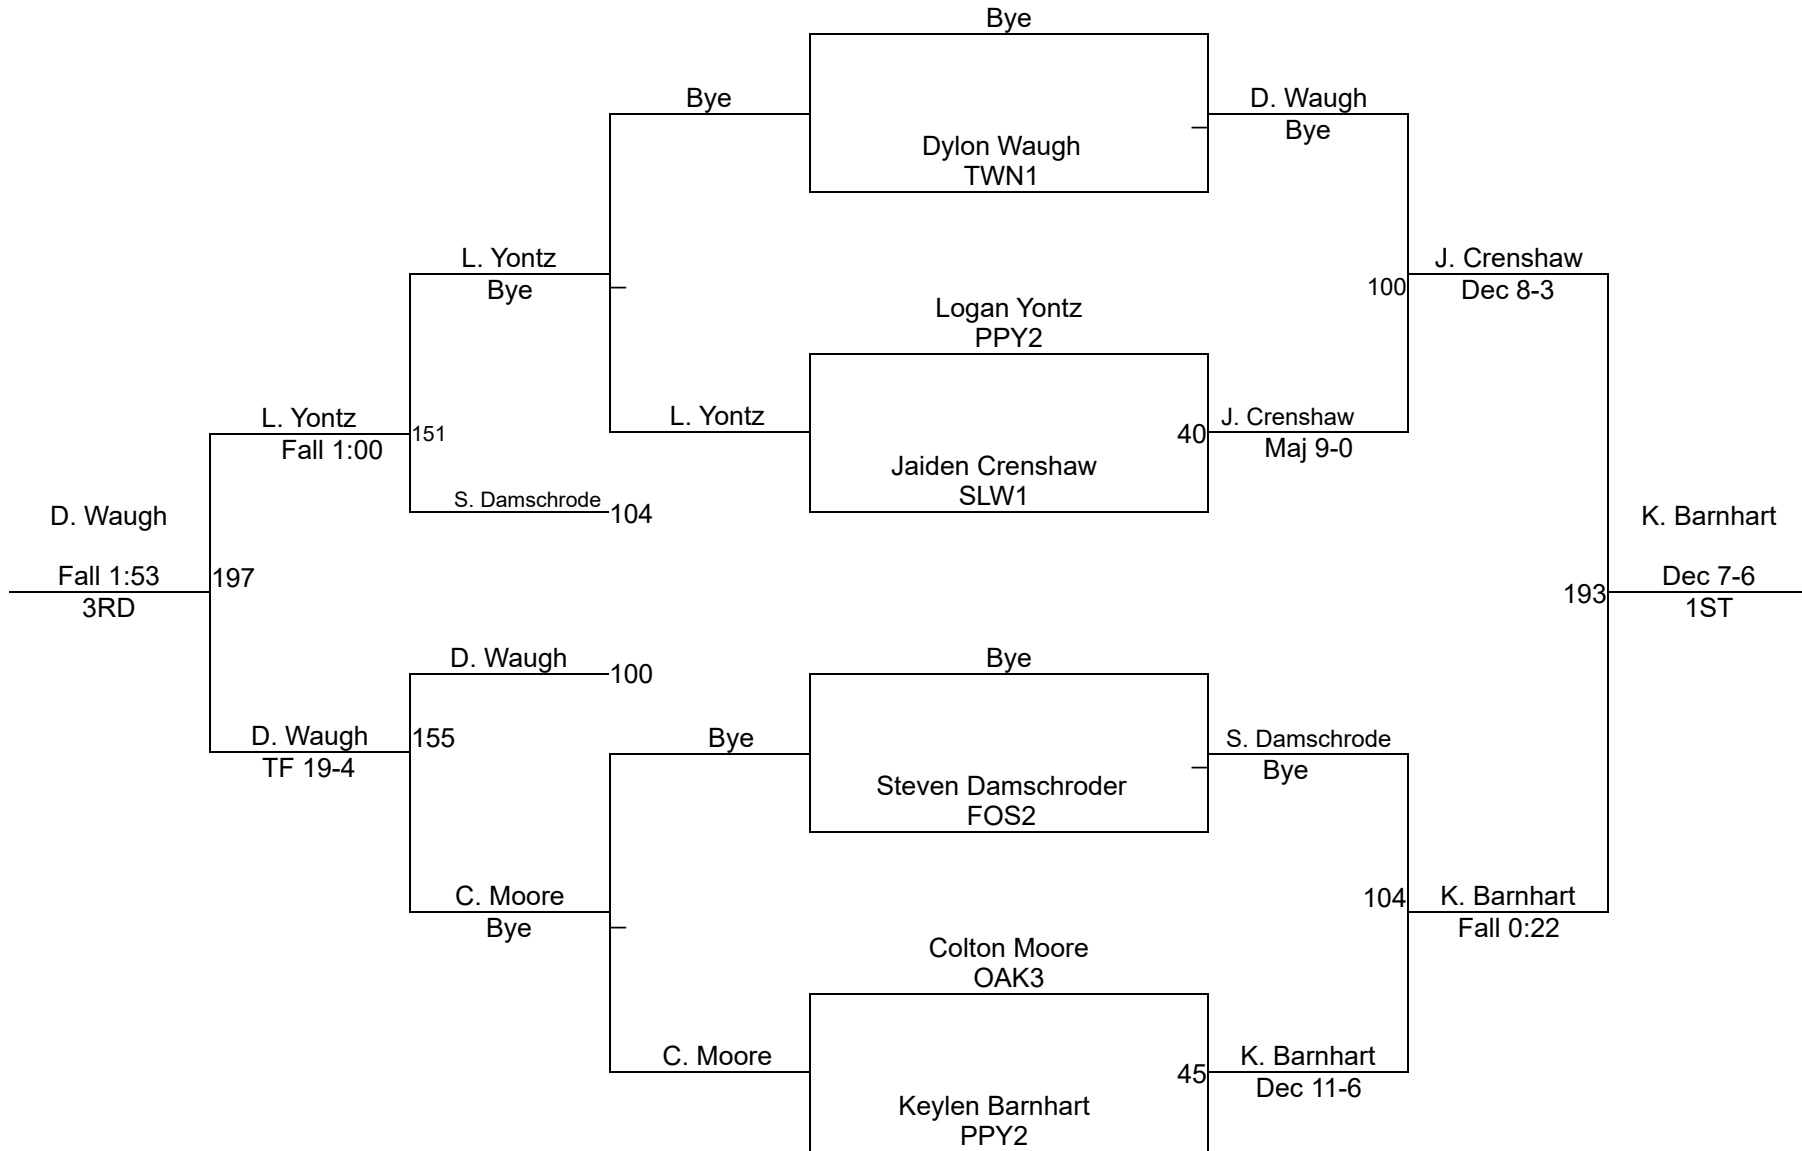 Bye
Bye
D. Waugh
Bye
Dylon Waugh
TWN1
L. Yontz
Bye
J. Crenshaw
100
Dec 8-3
Logan Yontz
PPY2
L. Yontz
Fall 1:00
151
L. Yontz
40
J. Crenshaw
Maj 9-0
Jaiden Crenshaw
SLW1
S. Damschrode
104
D. Waugh
Fall 1:53
3RD
197
K. Barnhart
193
Dec 7-6
1ST
D. Waugh
100
Bye
D. Waugh
TF 19-4
155
Bye
S. Damschrode
Bye
Steven Damschroder
FOS2
C. Moore
Bye
104
K. Barnhart
Fall 0:22
Colton Moore
OAK3
C. Moore
45
K. Barnhart
Dec 11-6
Keylen Barnhart
PPY2